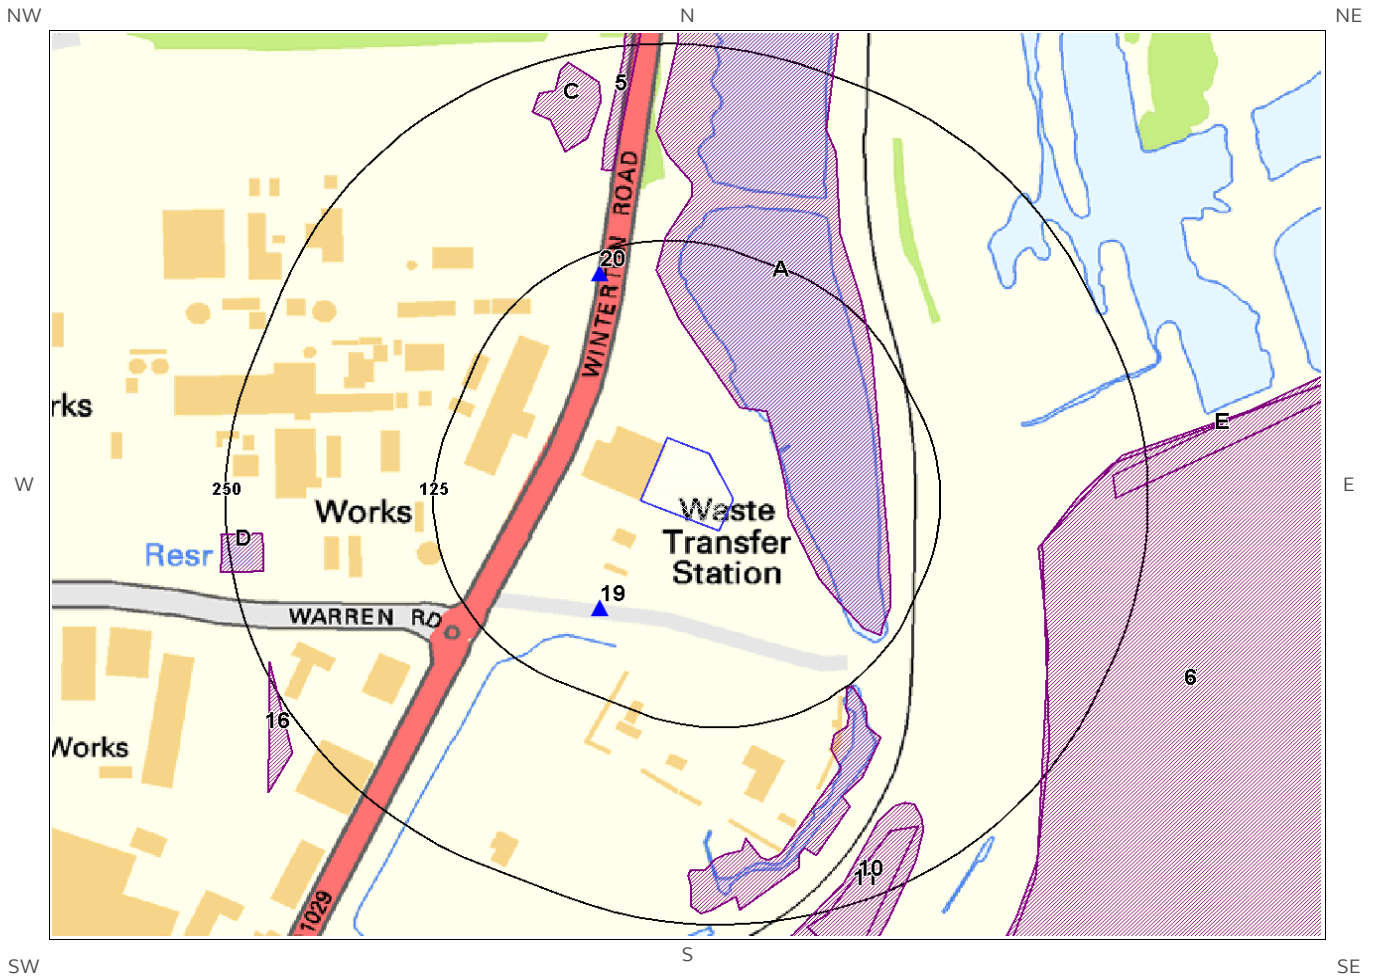 NW
N
NE
5
C
WINTERTON ROAD
20
A
rks
E
W
250
125
E
Works
Waste
Transfer
Station
D
Resr
19
WARREN RD
6
16
Works
10
11
1029
S
SW
SE